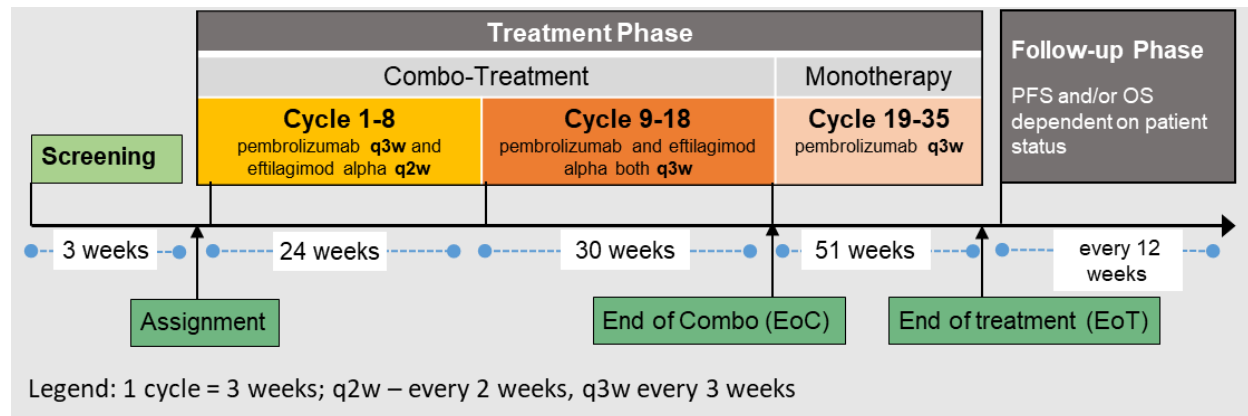 Treatment Phase
Combo-Treatment
Monotherapy
Follow-up Phase
PFS and/or OS
dependent on patient
status
Screening
Cycle 1-8
pembrolizumab q3w and
eftilagimod alpha q2w
Cycle 9-18
pembrolizumab and eftilagimod
alpha both q3w
Cycle 19-35
pembrolizumab q3w
3 weeks
24 weeks
30 weeks
51 weeks
every 12
weeks
Assignment
End of Combo (EoC)
End of treatment (EoT)
Legend: 1 cycle = 3 weeks; q2w – every 2 weeks, q3w every 3 weeks